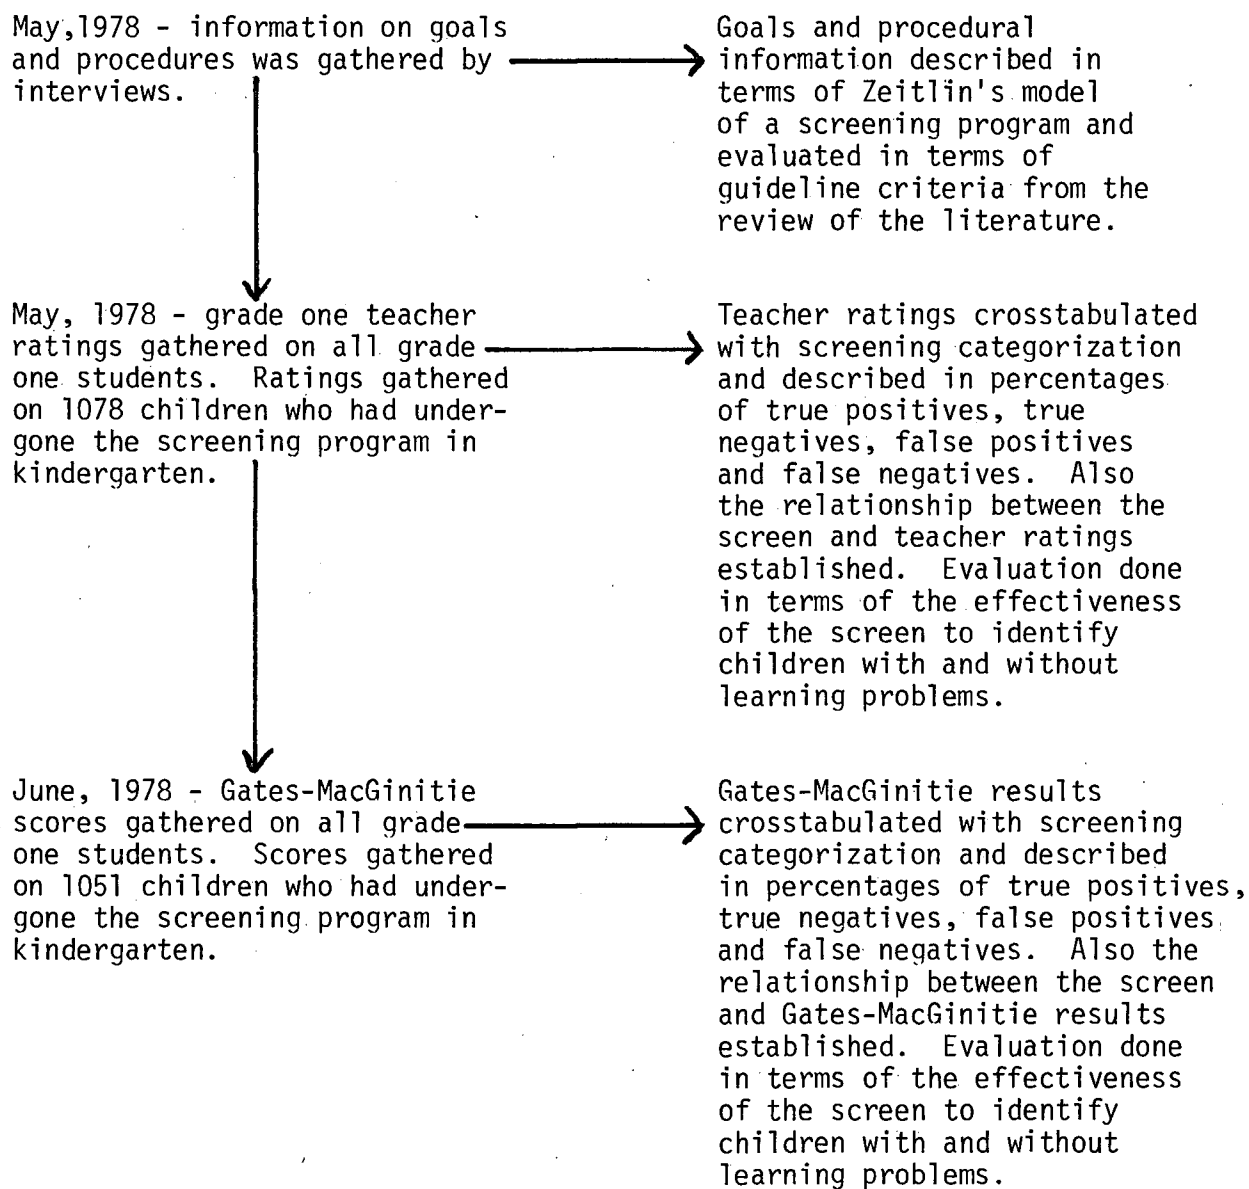 May,1978 - information on goals
and procedures was gathered by
interviews.
Goals and procedural
information described in
terms of Zeitlin's model
of a screening program and
evaluated in terms of
guideline criteria from the
review of the literature.
May, 1978 - grade one teacher
ratings gathered on all grade
one students.  Ratings gathered
on 1078 children who had under-
gone the screening program in
kindergarten.
Teacher ratings crosstabulated
with screening categorization
and described in percentages
of true positives, true
negatives, false positives
and false negatives.  Also
the relationship between the
screen and teacher ratings
established.  Evaluation done
in terms of the effectiveness
of the screen to identify
children with and without
learning problems.
June, 1978 - Gates-MacGinitie
scores gathered on all grade
one students.  Scores gathered
on 1051 children who had under-
gone the screening program in
kindergarten.
Gates-MacGinitie results
crosstabulated with screening
categorization and described
in percentages of true positives,
true negatives, false positives
and false negatives.  Also the
relationship between the screen
and Gates-MacGinitie results
established.  Evaluation done
in terms of the effectiveness
of the screen to identify
children with and without
learning problems.